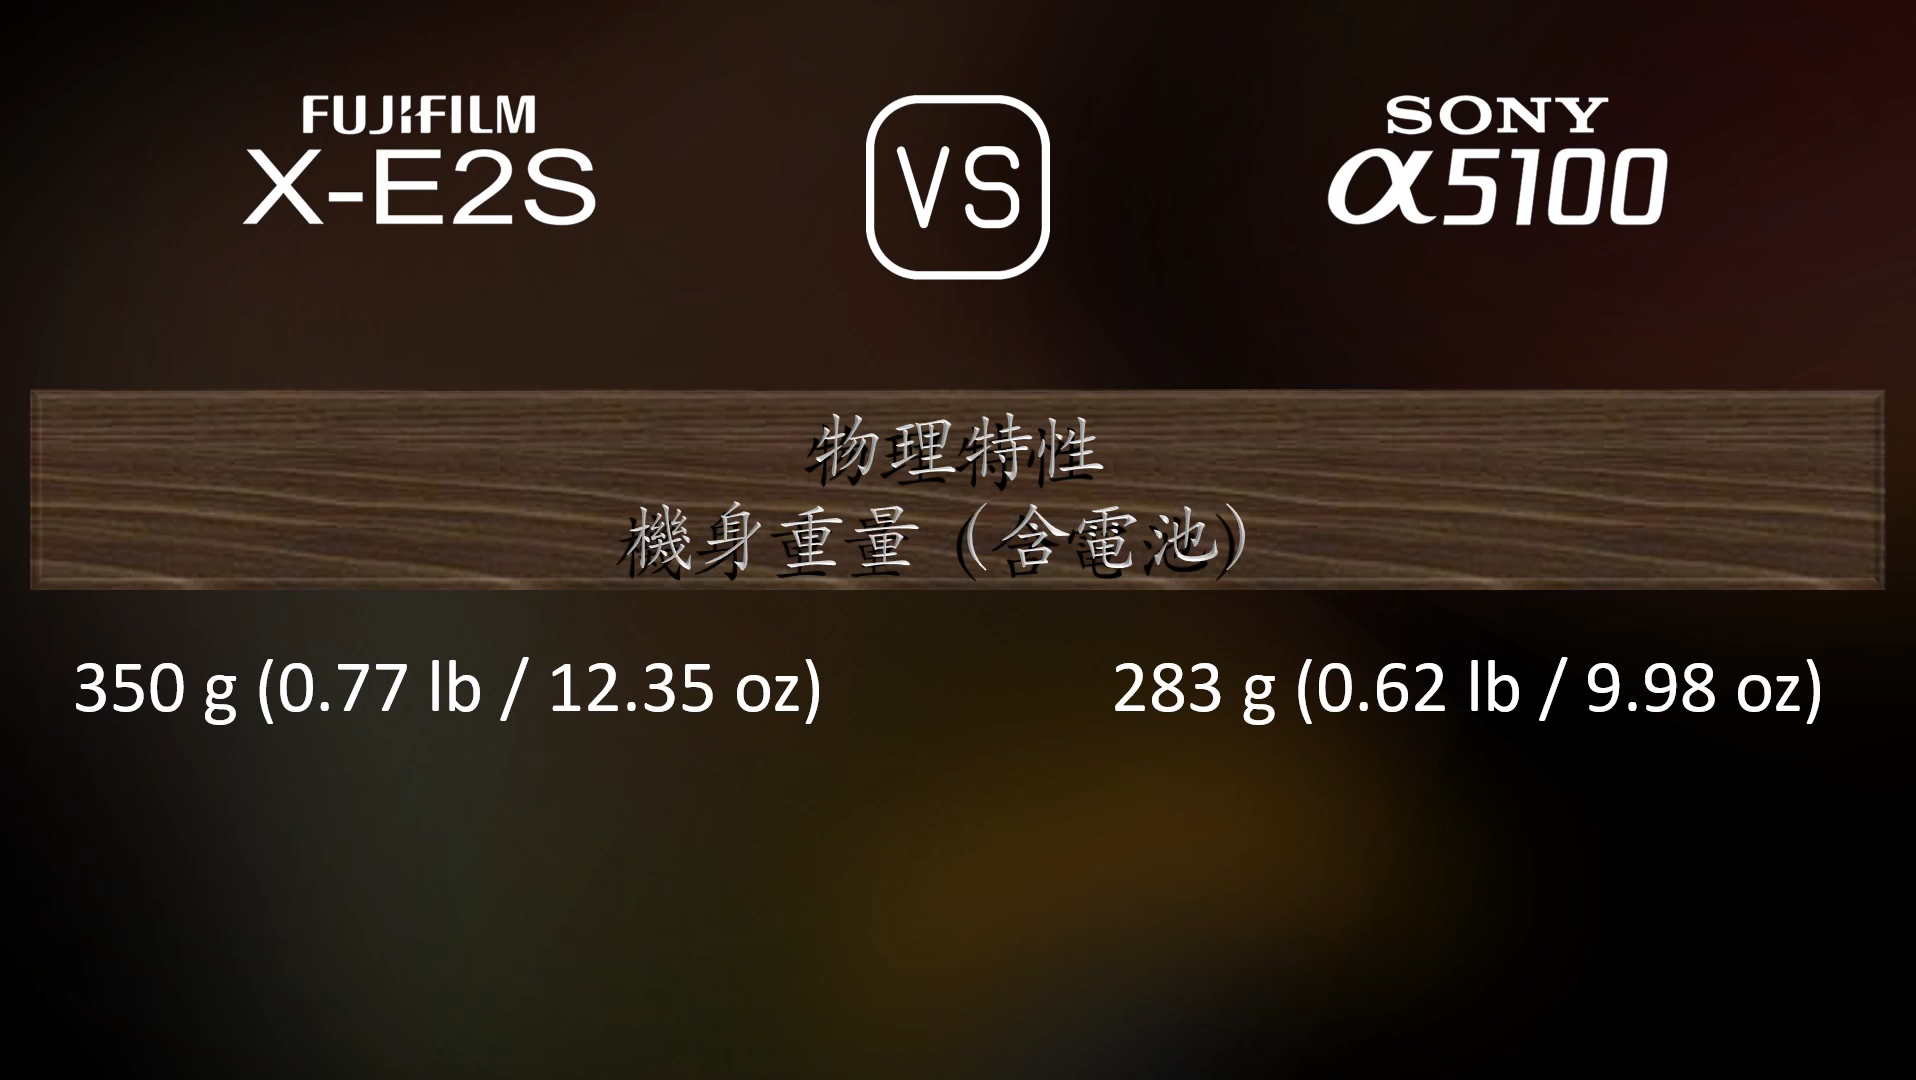 FUJIFILM
X-E2S
VS
SONY
α5100
物理特性
機身重量（含電池）
350 g (0.77 lb / 12.35 oz)
283 g (0.62 lb / 9.98 oz)